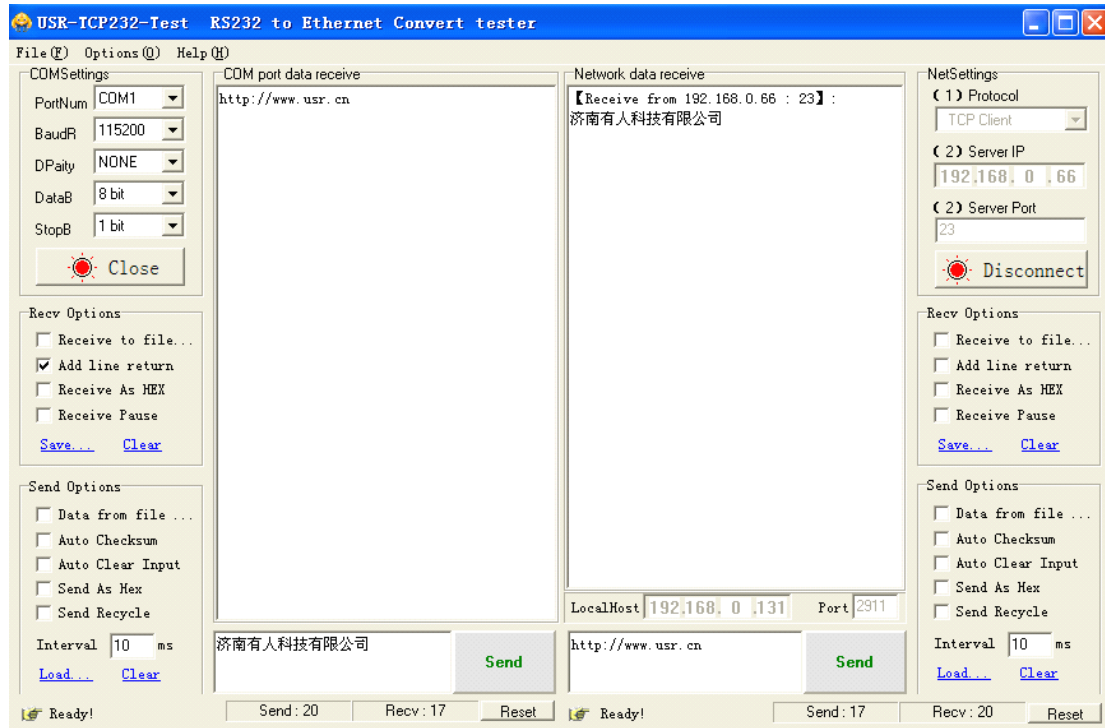 USR-TCP232-Test RS232 to Ethernet Convert tester
File(F) Options(O) Help(H)
COMSettings
PortNum COM1
BaudR 115200
DPaity NONE
DataB 8 bit
StopB 1 bit
Close
Recv Options
Receive to file...
Add line return
Receive As HEX
Receive Pause
Save... Clear
Send Options
Data from file ...
Auto Checksum
Auto Clear Input
Send As Hex
Send Recycle
Interval 10 ms
Load... Clear
COM port data receive
http://www.usr.cn
济南有人科技有限公司
Send
Network data receive
【Receive from 192.168.0.66 : 23】:
济南有人科技有限公司
LocalHost 192.168. 0 .131 Port 2911
http://www.usr.cn
Send
NetSettings
(1) Protocol
TCP Client
(2) Server IP
192.168. 0 .66
(2) Server Port
23
Disconnect
Recv Options
Receive to file...
Add line return
Receive As HEX
Receive Pause
Save... Clear
Send Options
Data from file ...
Auto Checksum
Auto Clear Input
Send As Hex
Send Recycle
Interval 10 ms
Load... Clear
Ready! Send : 20 Recv : 17 Reset
Ready! Send : 17 Recv : 20 Reset